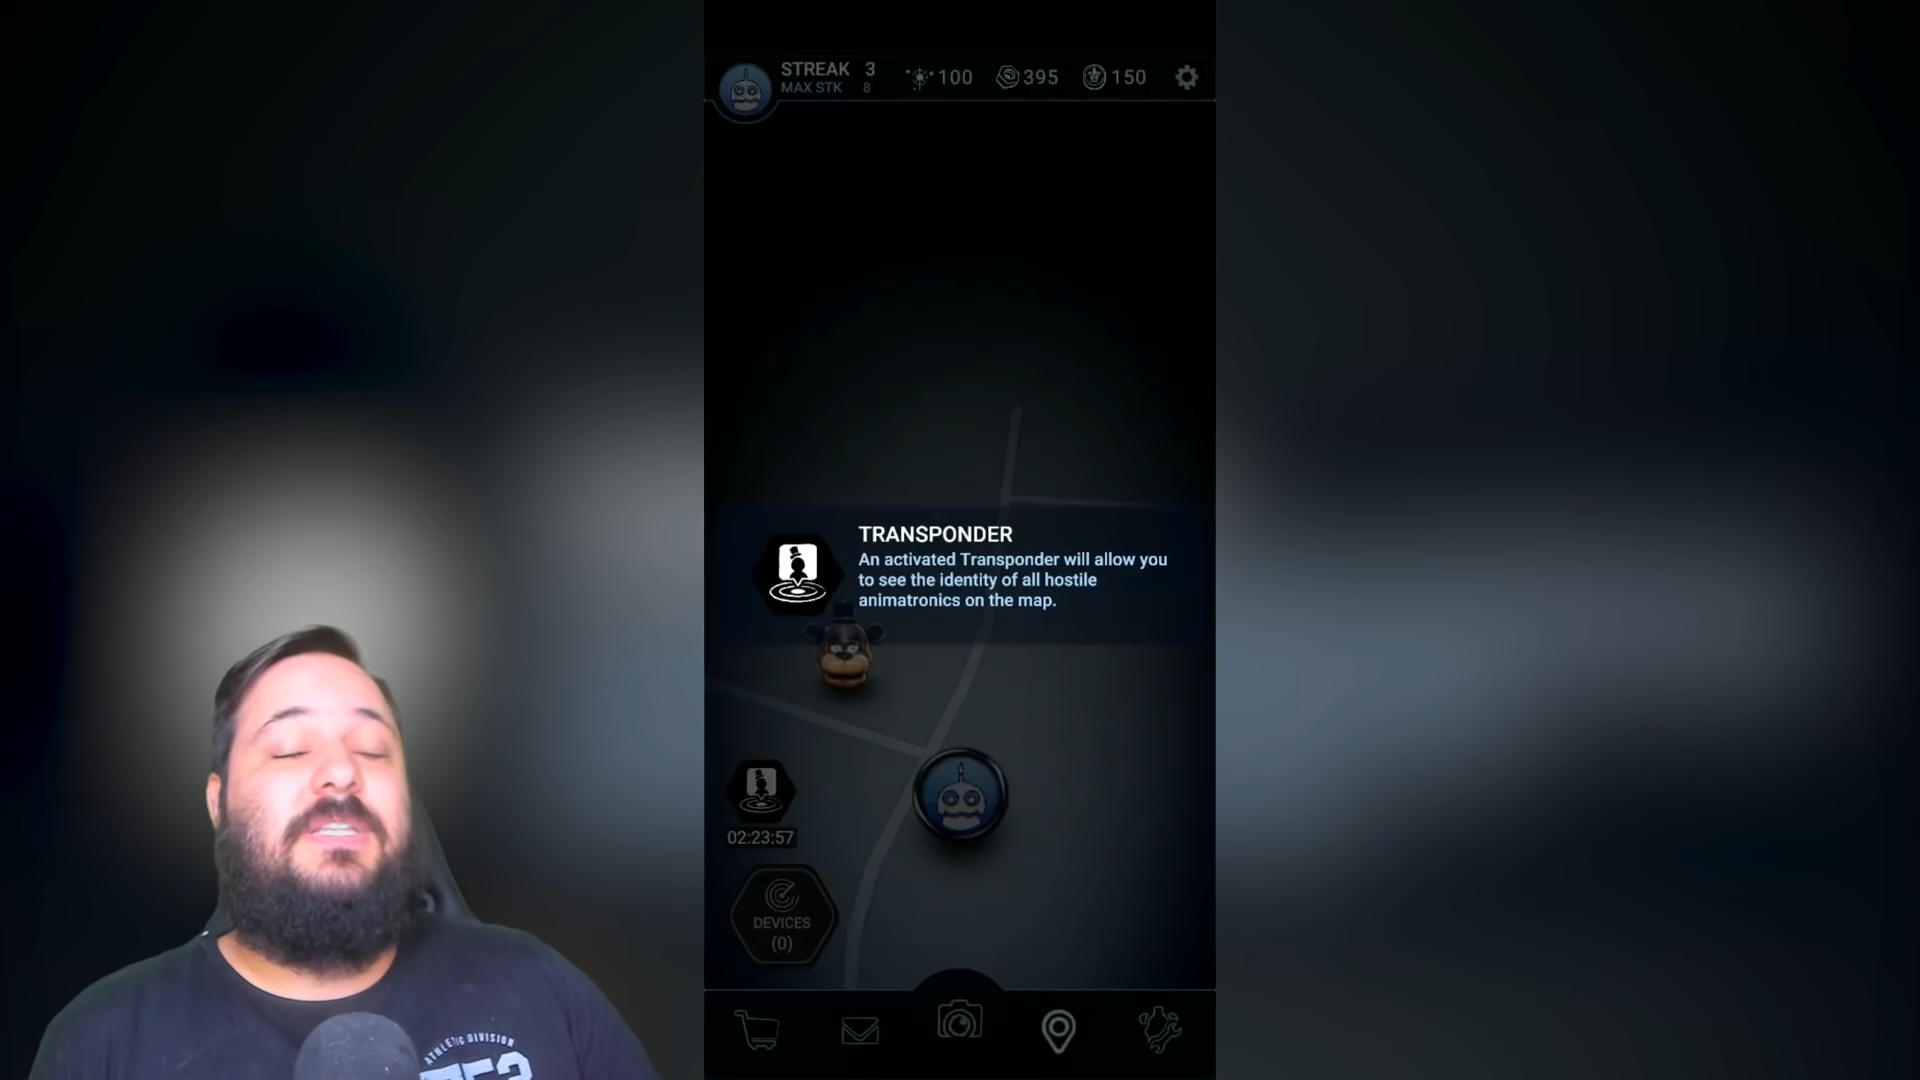 STREAK 3
MAX STK 8
100
395
150
TRANSPONDER
An activated Transponder will allow you
to see the identity of all hostile
animatronics on the map.
02:23:57
DEVICES
(0)
ATHLETIC DIVISION